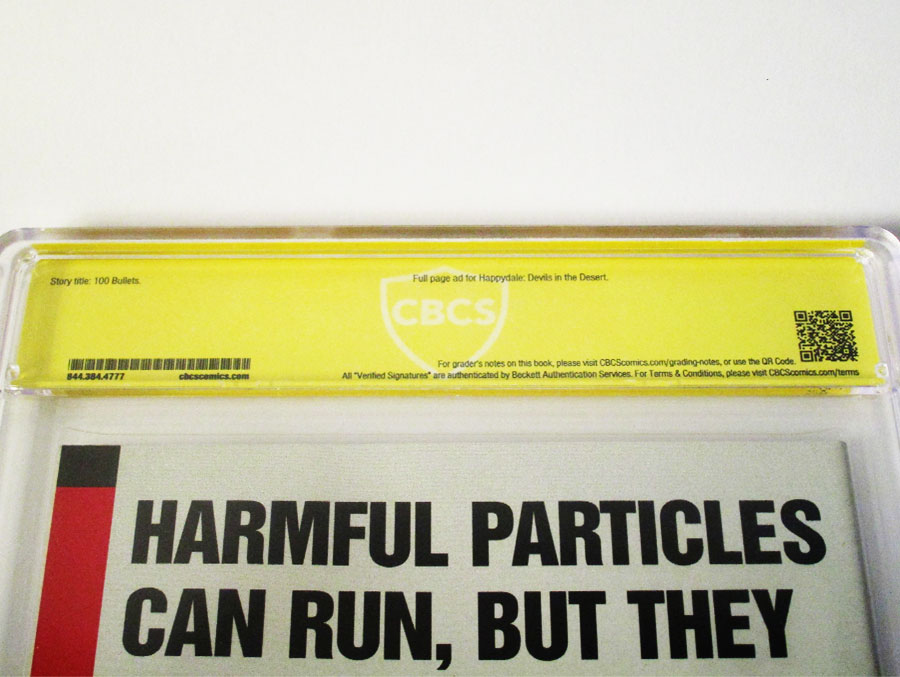 Story title: 100 Bullets.
Full page ad for Happydale: Devils in the Desert.
CBCS
For grader's notes on this book, please visit CBCScomics.com/grading-notes, or use the QR Code.
844.384.4777 cbcscomics.com
All "Verified Signatures" are authenticated by Beckett Authentication Services. For Terms & Conditions, please visit CBCScomics.com/terms
HARMFUL PARTICLES
CAN RUN, BUT THEY